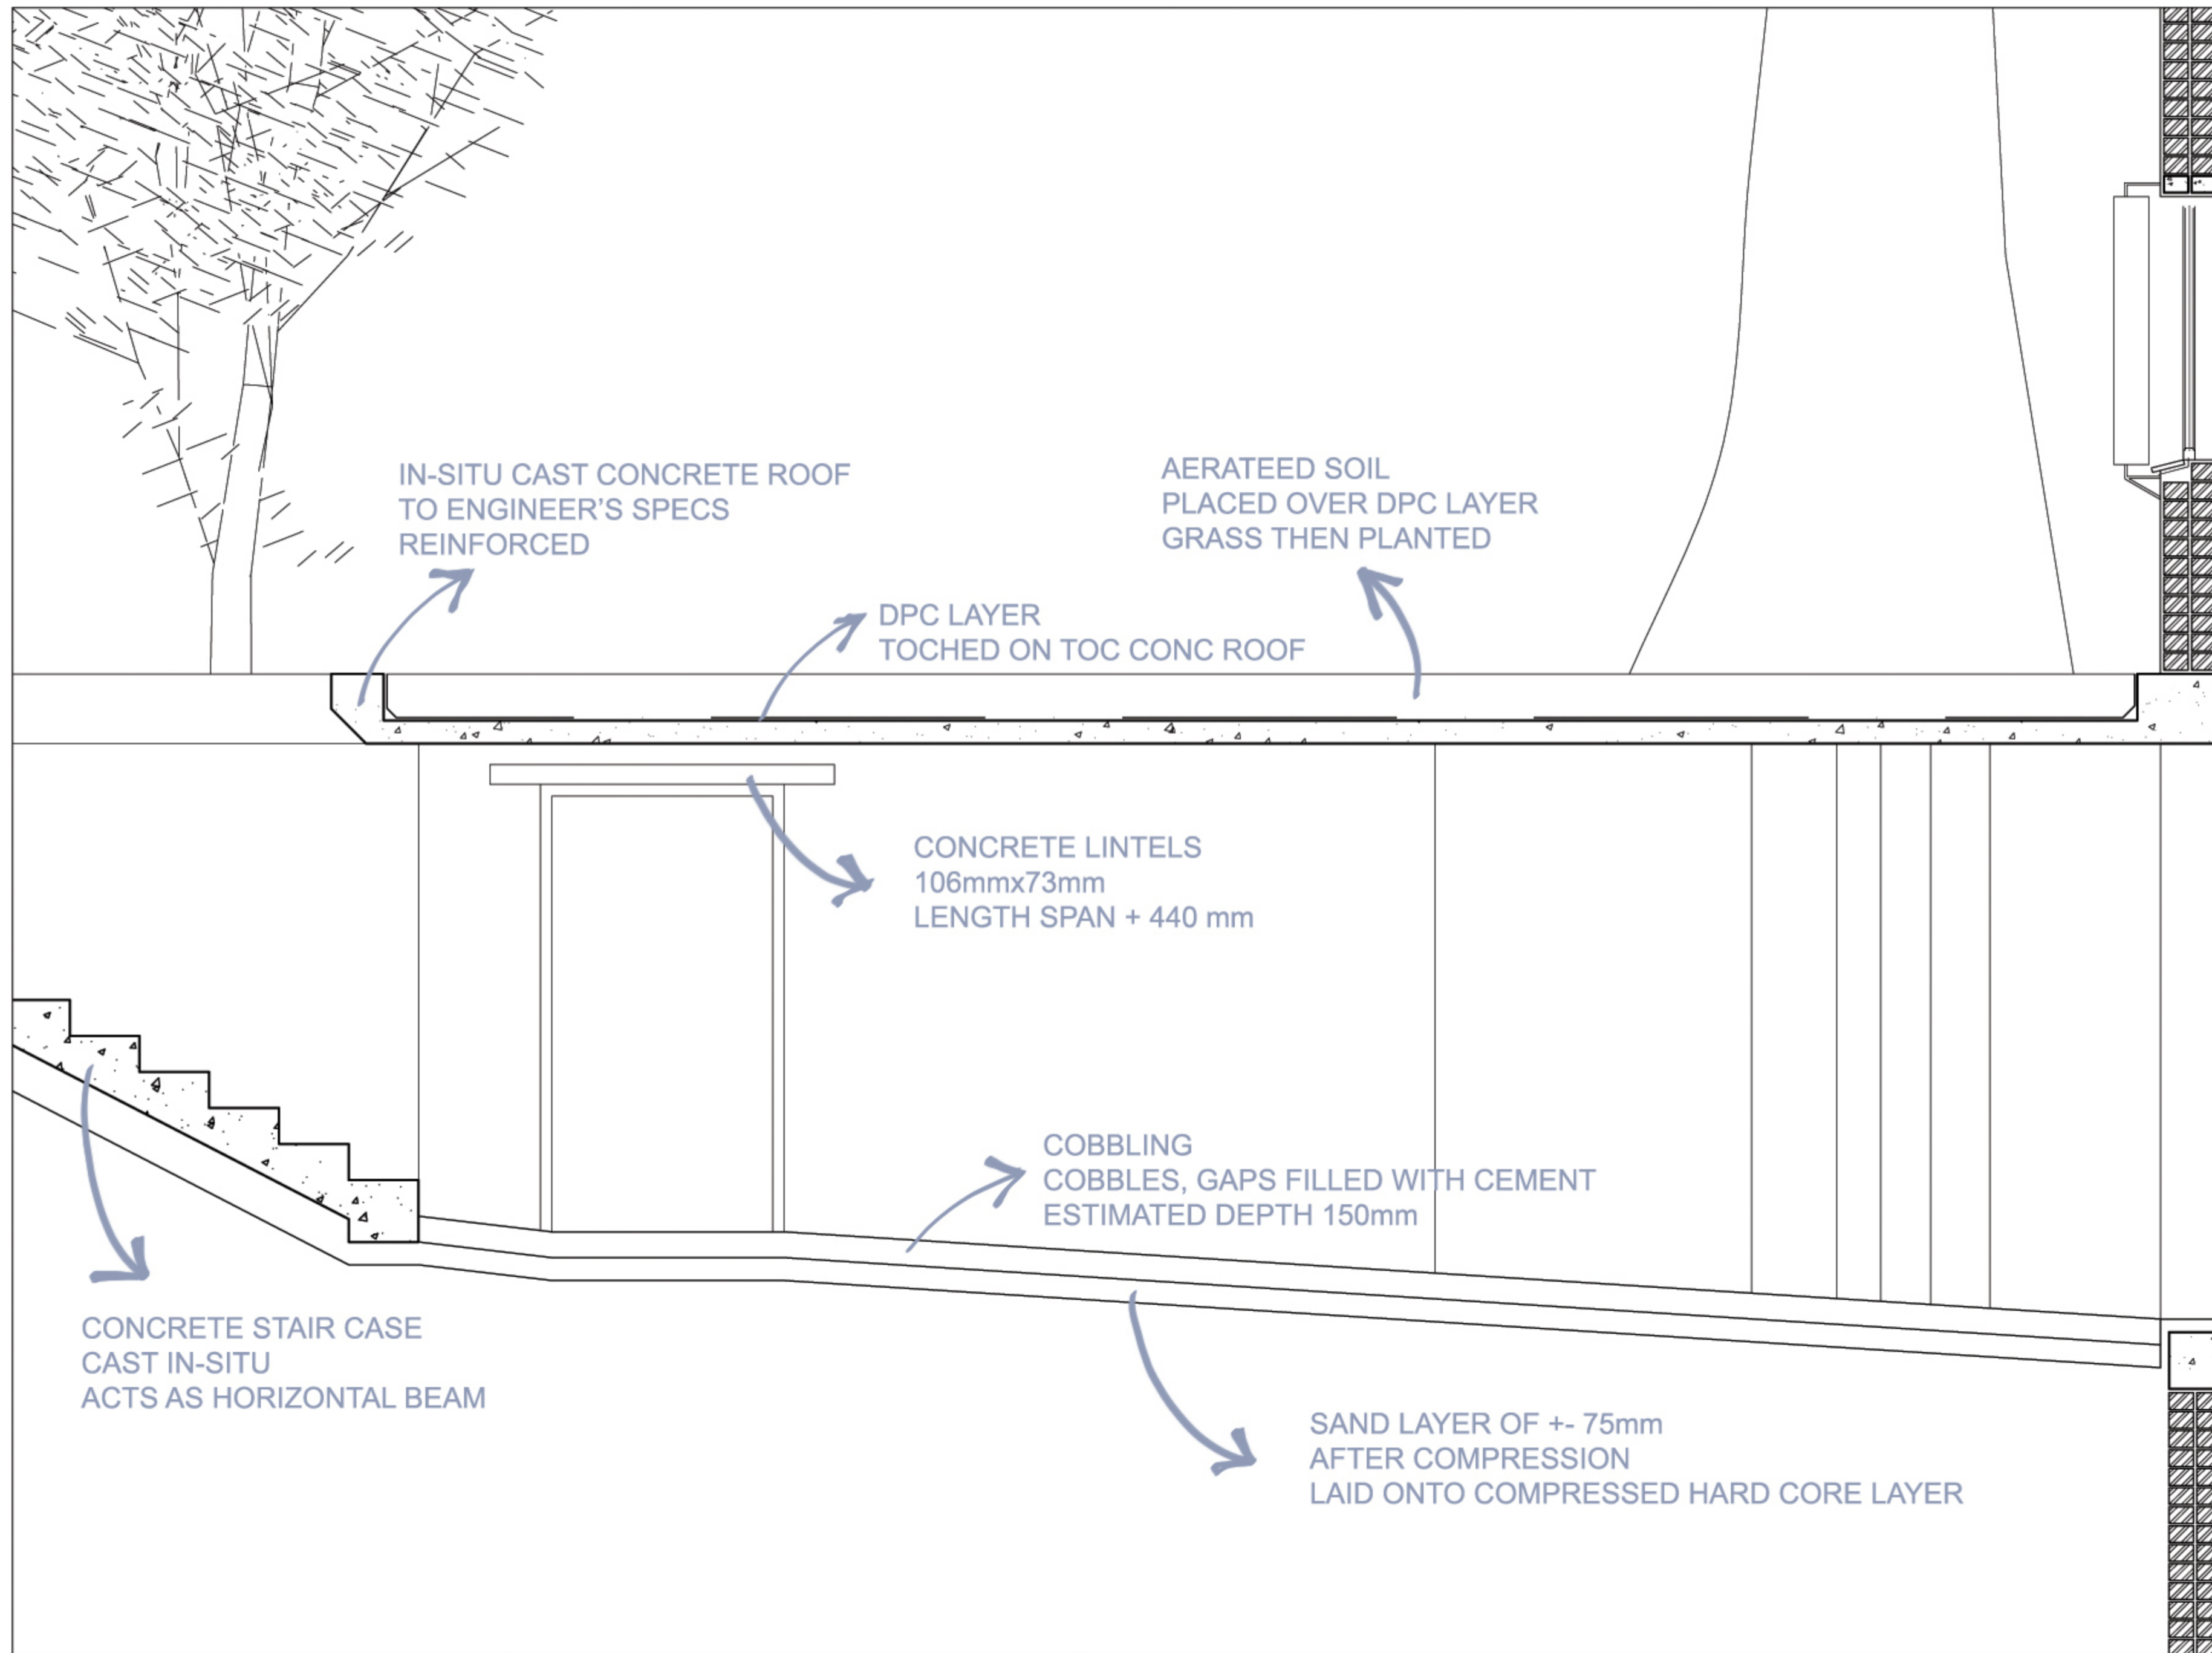 IN-SITU CAST CONCRETE ROOF
TO ENGINEER'S SPECS
REINFORCED
AERATEED SOIL
PLACED OVER DPC LAYER
GRASS THEN PLANTED
DPC LAYER
TOCHED ON TOC CONC ROOF
CONCRETE LINTELS
106mmx73mm
LENGTH SPAN + 440 mm
COBBLING
COBBLES, GAPS FILLED WITH CEMENT
ESTIMATED DEPTH 150mm
CONCRETE STAIR CASE
CAST IN-SITU
ACTS AS HORIZONTAL BEAM
SAND LAYER OF +- 75mm
AFTER COMPRESSION
LAID ONTO COMPRESSED HARD CORE LAYER